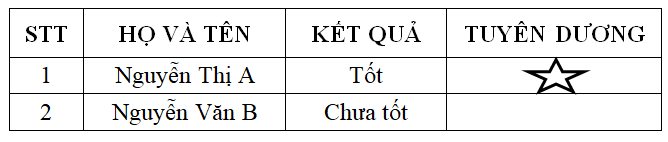 STT HỌ VÀ TÊN KẾT QUẢ TUYÊN DƯƠNG
1 Nguyễn Thị A Tốt
2 Nguyễn Văn B Chưa tốt